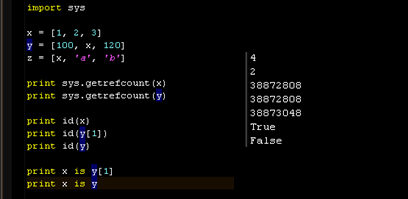 import sys
x = [1, 2, 3]
y = [100, x, 120]
z = [x, 'a', 'b']
print sys.getrefcount(x)
print sys.getrefcount(y)
print id(x)
print id(y[1])
print id(y)
print x is y[1]
print x is y
4
2
38872808
38872808
38873048
True
False